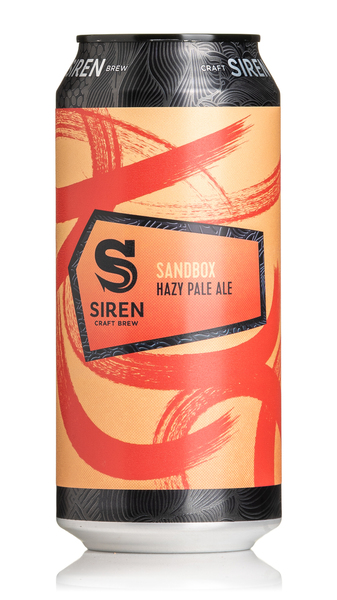 SIREN BREW
CRAFT SIREN
S
SIREN
CRAFT BREW
SANDBOX
HAZY PALE ALE